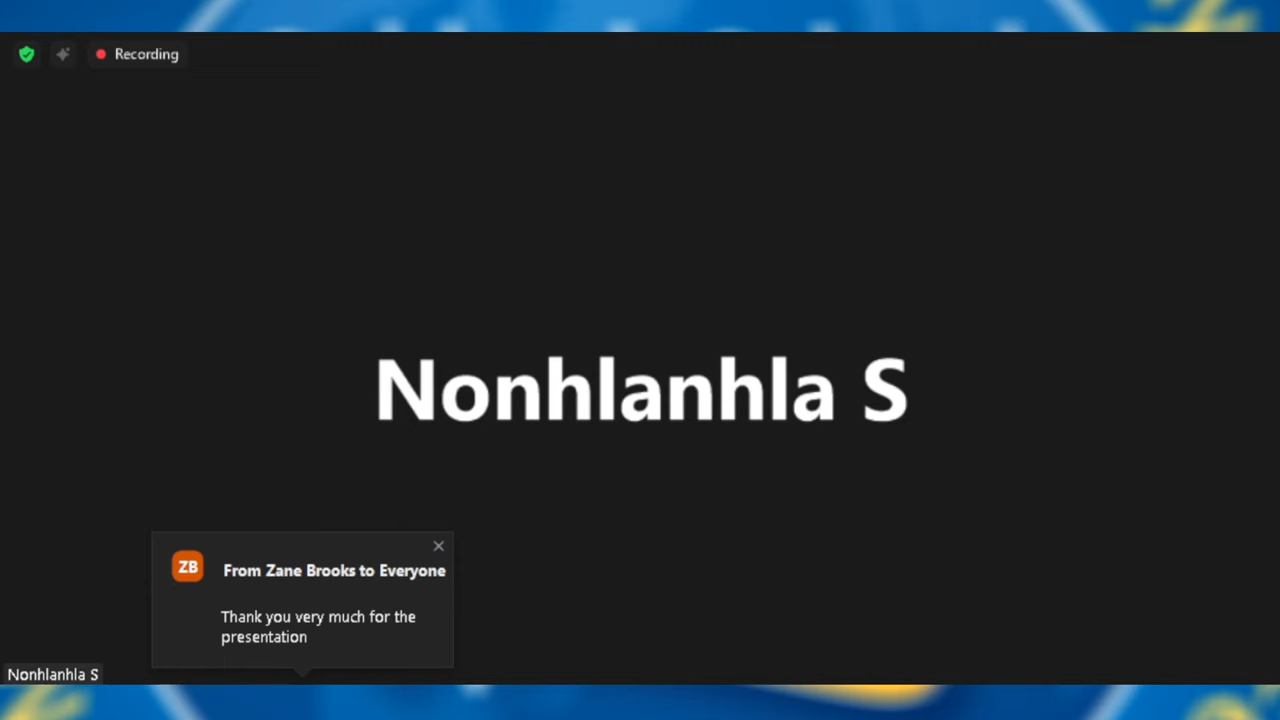 Recording
Nonhlanhla S
ZB
From Zane Brooks to Everyone
Thank you very much for the
presentation
Nonhlanhla S